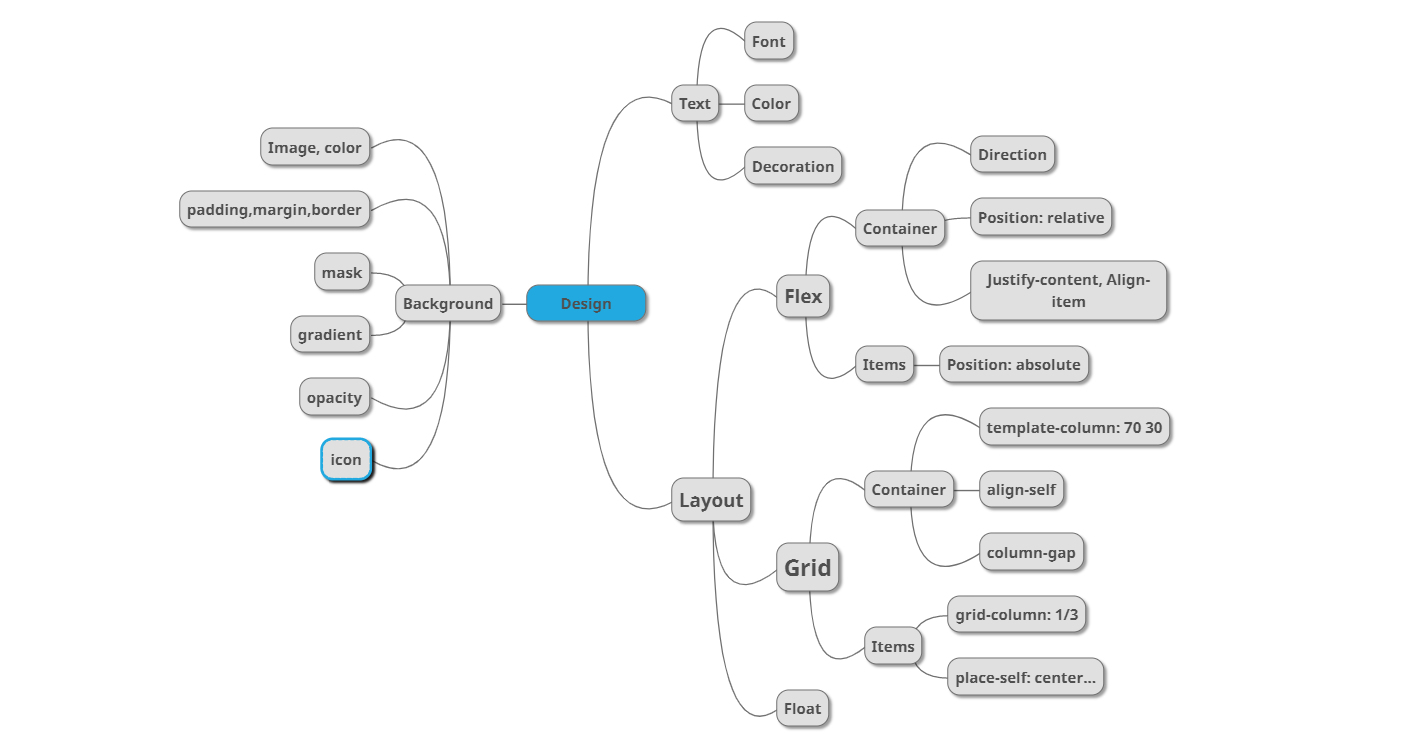 Design
Text
Font
Color
Decoration
Layout
Flex
Container
Direction
Position: relative
Justify-content, Align-
item
Items
Position: absolute
Grid
Container
template-column: 70 30
align-self
column-gap
Items
grid-column: 1/3
place-self: center...
Float
Background
Image, color
padding,margin,border
mask
gradient
opacity
icon